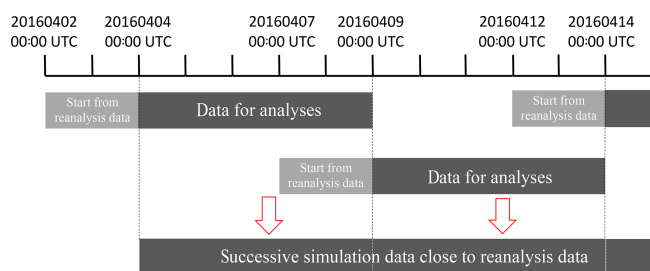 20160402 20160404 20160407 20160409 20160412 20160414
00:00 UTC 00:00 UTC 00:00 UTC 00:00 UTC 00:00 UTC 00:00 UTC
Start from
reanalysis data
Data for analyses
Start from
reanalysis data
Start from
reanalysis data
Data for analyses
Successive simulation data close to reanalysis data